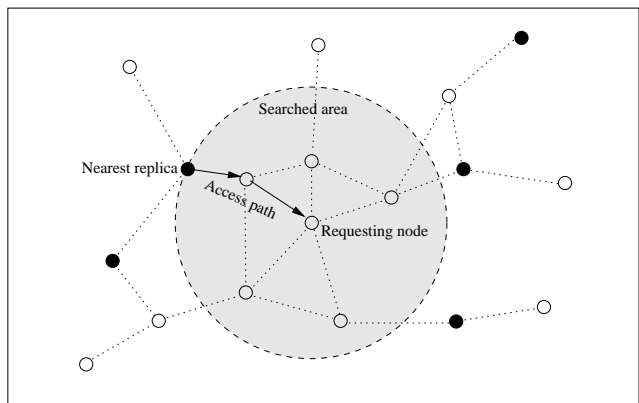 Searched area
Nearest replica
Access path
Requesting node